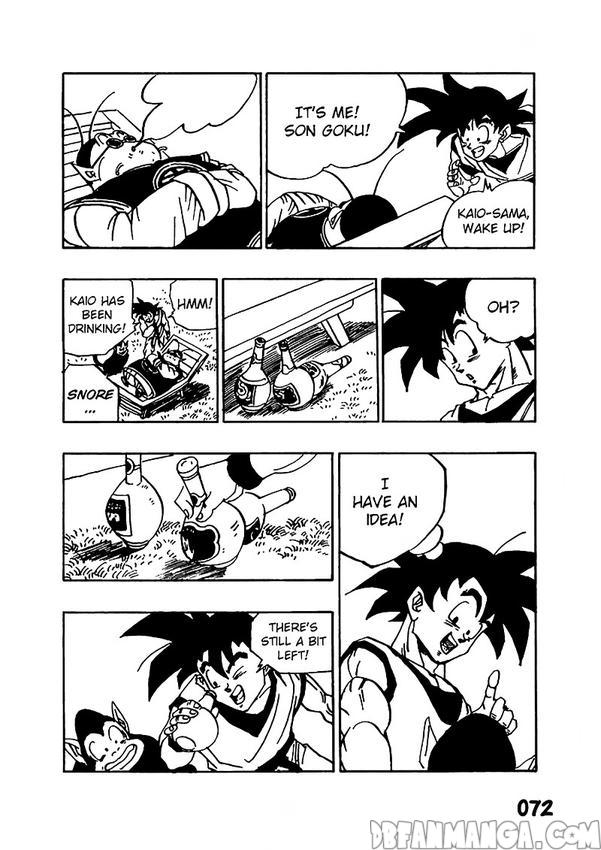 IT'S ME!
SON GOKU!
KAIO-SAMA,
WAKE UP!
OH?
HMM!
KAIO HAS
BEEN
DRINKING!
SNORE
...
I
HAVE AN
IDEA!
THERE'S
STILL A BIT
LEFT!
072
DBFANMANGA.COM